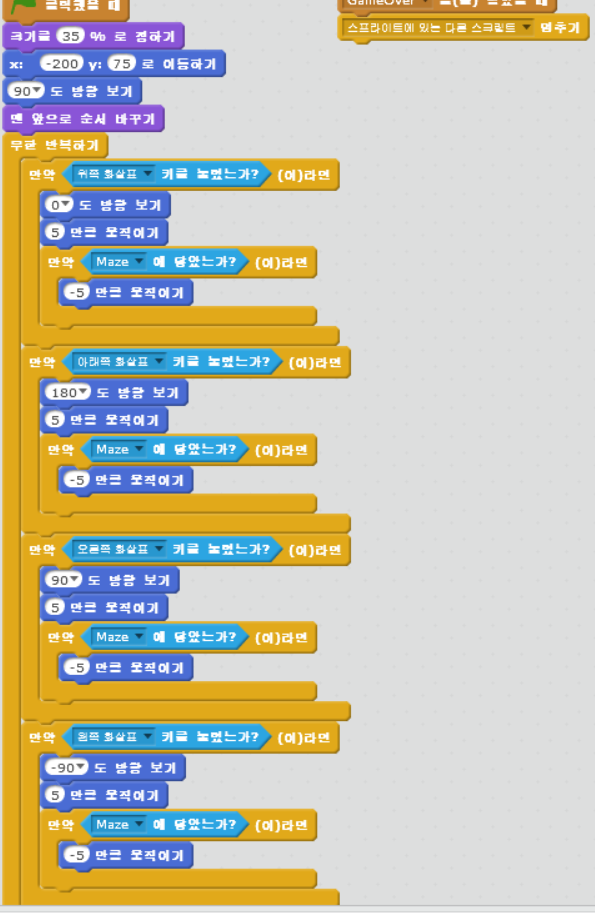 클릭했을 때
크기를 35 % 로 정하기
x: -200 y: 75 로 이동하기
90 도 방향 보기
맨 앞으로 순서 바꾸기
무한 반복하기
만약 위쪽 화살표 키를 눌렀는가? (이)라면
0 도 방향 보기
5 만큼 움직이기
만약 Maze 에 닿았는가? (이)라면
-5 만큼 움직이기
만약 아래쪽 화살표 키를 눌렀는가? (이)라면
180 도 방향 보기
5 만큼 움직이기
만약 Maze 에 닿았는가? (이)라면
-5 만큼 움직이기
만약 오른쪽 화살표 키를 눌렀는가? (이)라면
90 도 방향 보기
5 만큼 움직이기
만약 Maze 에 닿았는가? (이)라면
-5 만큼 움직이기
만약 왼쪽 화살표 키를 눌렀는가? (이)라면
-90 도 방향 보기
5 만큼 움직이기
만약 Maze 에 닿았는가? (이)라면
-5 만큼 움직이기
GameOver
스프라이트에 있는 다른 스크립트 멈추기